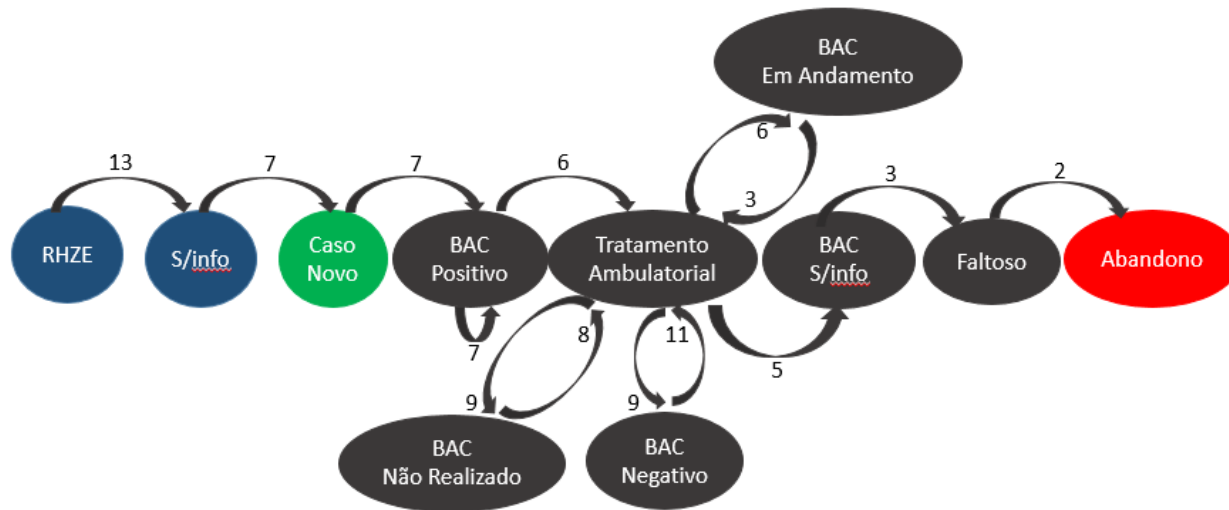 BAC
Em Andamento
13
7
7
6
6
3
3
2
RHZE
S/info
Caso
Novo
BAC
Positivo
Tratamento
Ambulatorial
BAC
S/info
Faltoso
Abandono
7
8
11
5
9
9
BAC
Não Realizado
BAC
Negativo